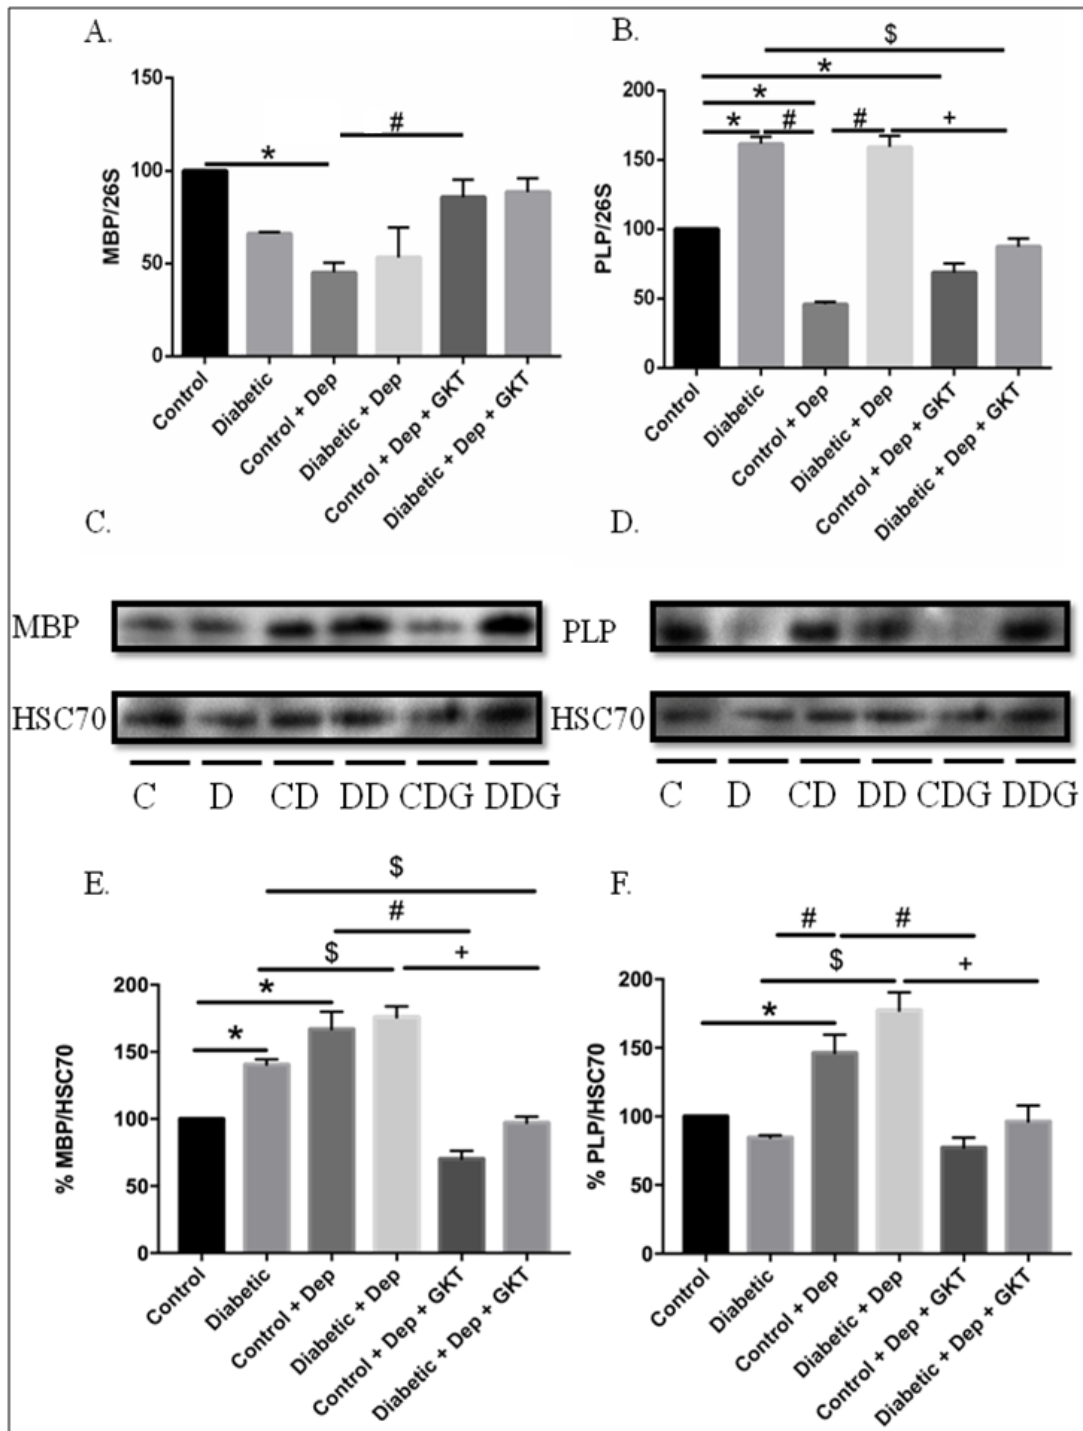 A.
150
100
50
0
MBP/26S
*
#
Control
Diabetic
Control + Dep
Diabetic + Dep
Control + Dep + GKT
Diabetic + Dep + GKT
B.
200
150
100
50
0
PLP/26S
$
*
*
* # # +
Control
Diabetic
Control + Dep
Diabetic + Dep
Control + Dep + GKT
Diabetic + Dep + GKT
C.
MBP
HSC70
C D CD DD CDG DDG
D.
PLP
HSC70
C D CD DD CDG DDG
E.
$
#
$ +
*
*
200
150
100
50
0
% MBP/HSC70
Control
Diabetic
Control + Dep
Diabetic + Dep
Control + Dep + GKT
Diabetic + Dep + GKT
F.
# #
$ +
*
200
150
100
50
0
% PLP/HSC70
Control
Diabetic
Control + Dep
Diabetic + Dep
Control + Dep + GKT
Diabetic + Dep + GKT